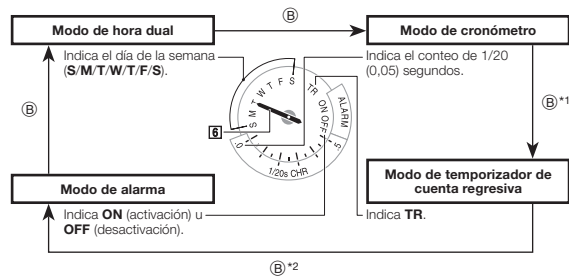 Modo de hora dual
Ⓑ
Modo de cronómetro
Indica el día de la semana
(S/M/T/W/T/F/S).
Indica el conteo de 1/20
(0,05) segundos.
Ⓑ
Ⓑ*1
S M T W T F S TR ON OFF ALARM
6
.0 1/20s CHR .5
Modo de alarma
Modo de temporizador de
cuenta regresiva
Indica ON (activación) u
OFF (desactivación).
Indica TR.
Ⓑ*2